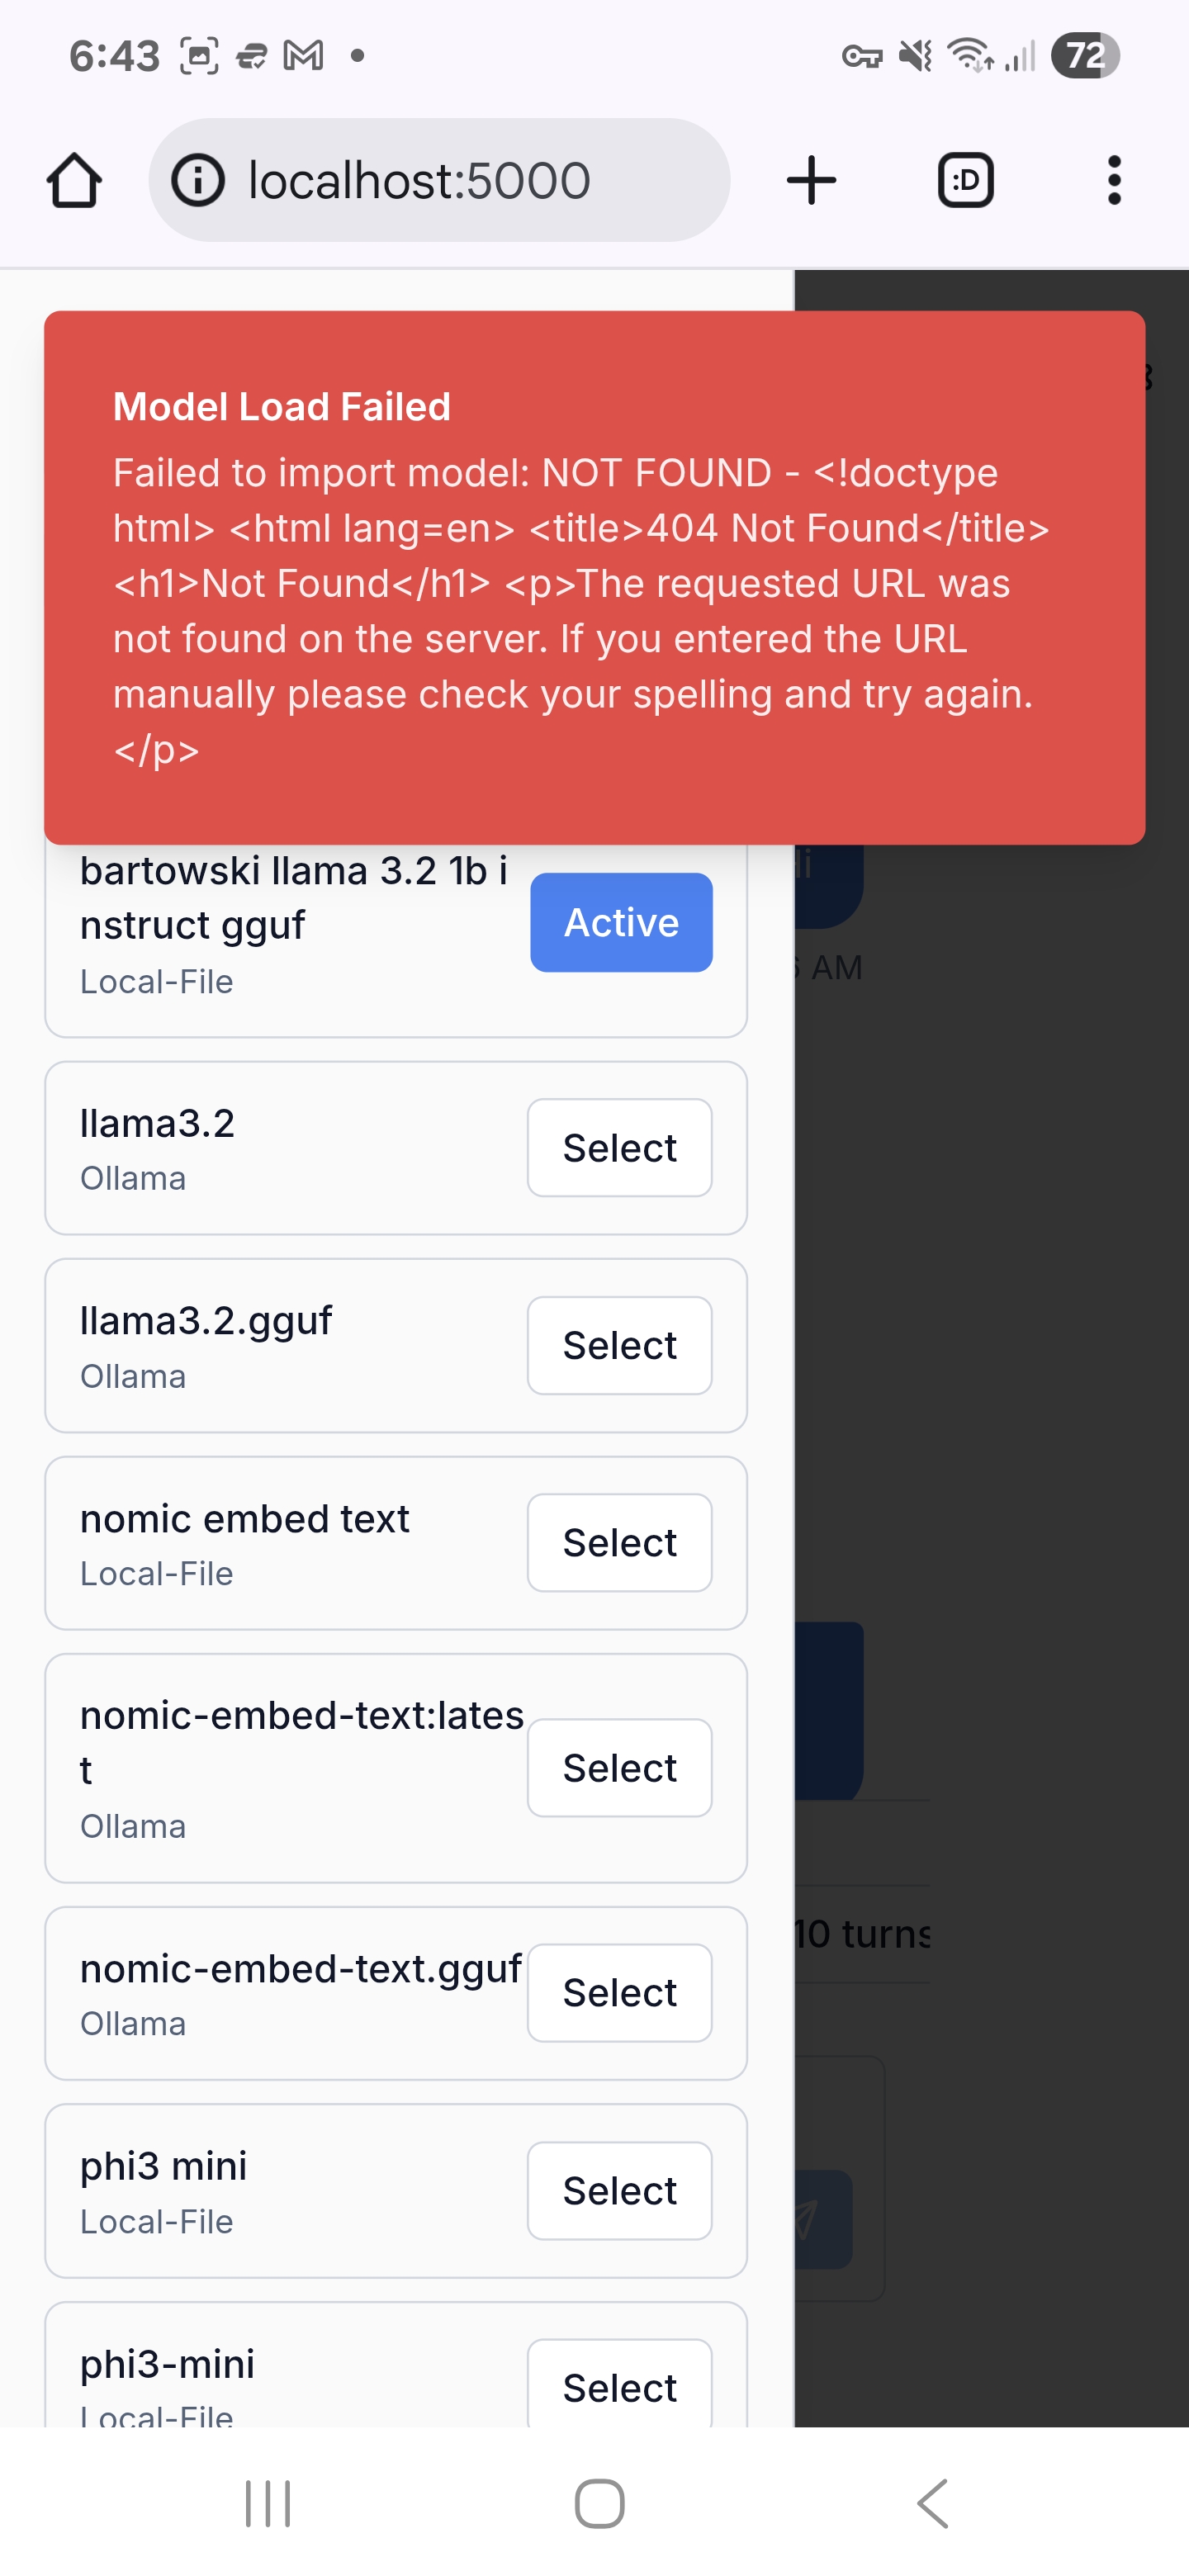 6:43
72
localhost:5000
:D
Model Load Failed
Failed to import model: NOT FOUND - <!doctype
html> <html lang=en> <title>404 Not Found</title>
<h1>Not Found</h1> <p>The requested URL was
not found on the server. If you entered the URL
manually please check your spelling and try again.
</p>
bartowski llama 3.2 1b i
nstruct gguf
Local-File
Active
AM
llama3.2
Ollama
Select
llama3.2.gguf
Ollama
Select
nomic embed text
Local-File
Select
nomic-embed-text:lates
t
Ollama
Select
nomic-embed-text.gguf
Ollama
Select
10 turns
phi3 mini
Local-File
Select
phi3-mini
Local-File
Select